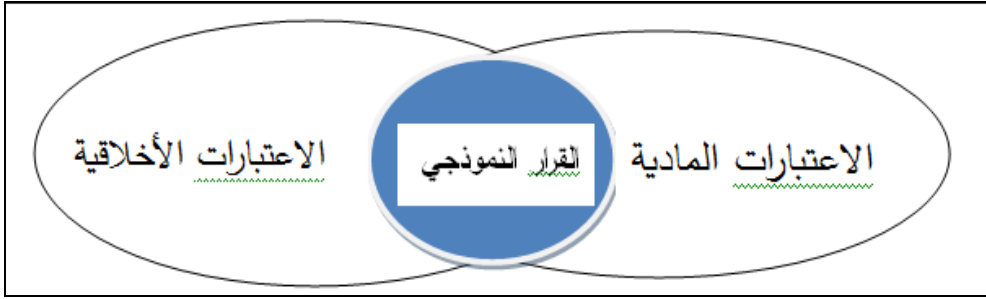 الاعتبارات المادية
القرار النموذجي
الاعتبارات الأخلاقية